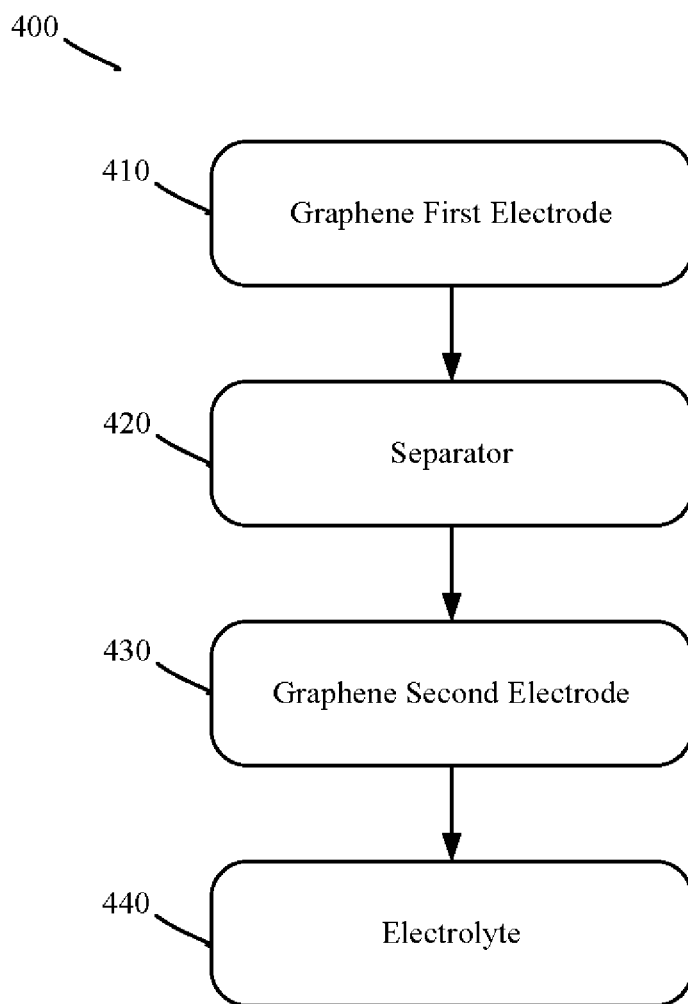 400
410
Graphene First Electrode
420
Separator
430
Graphene Second Electrode
440
Electrolyte